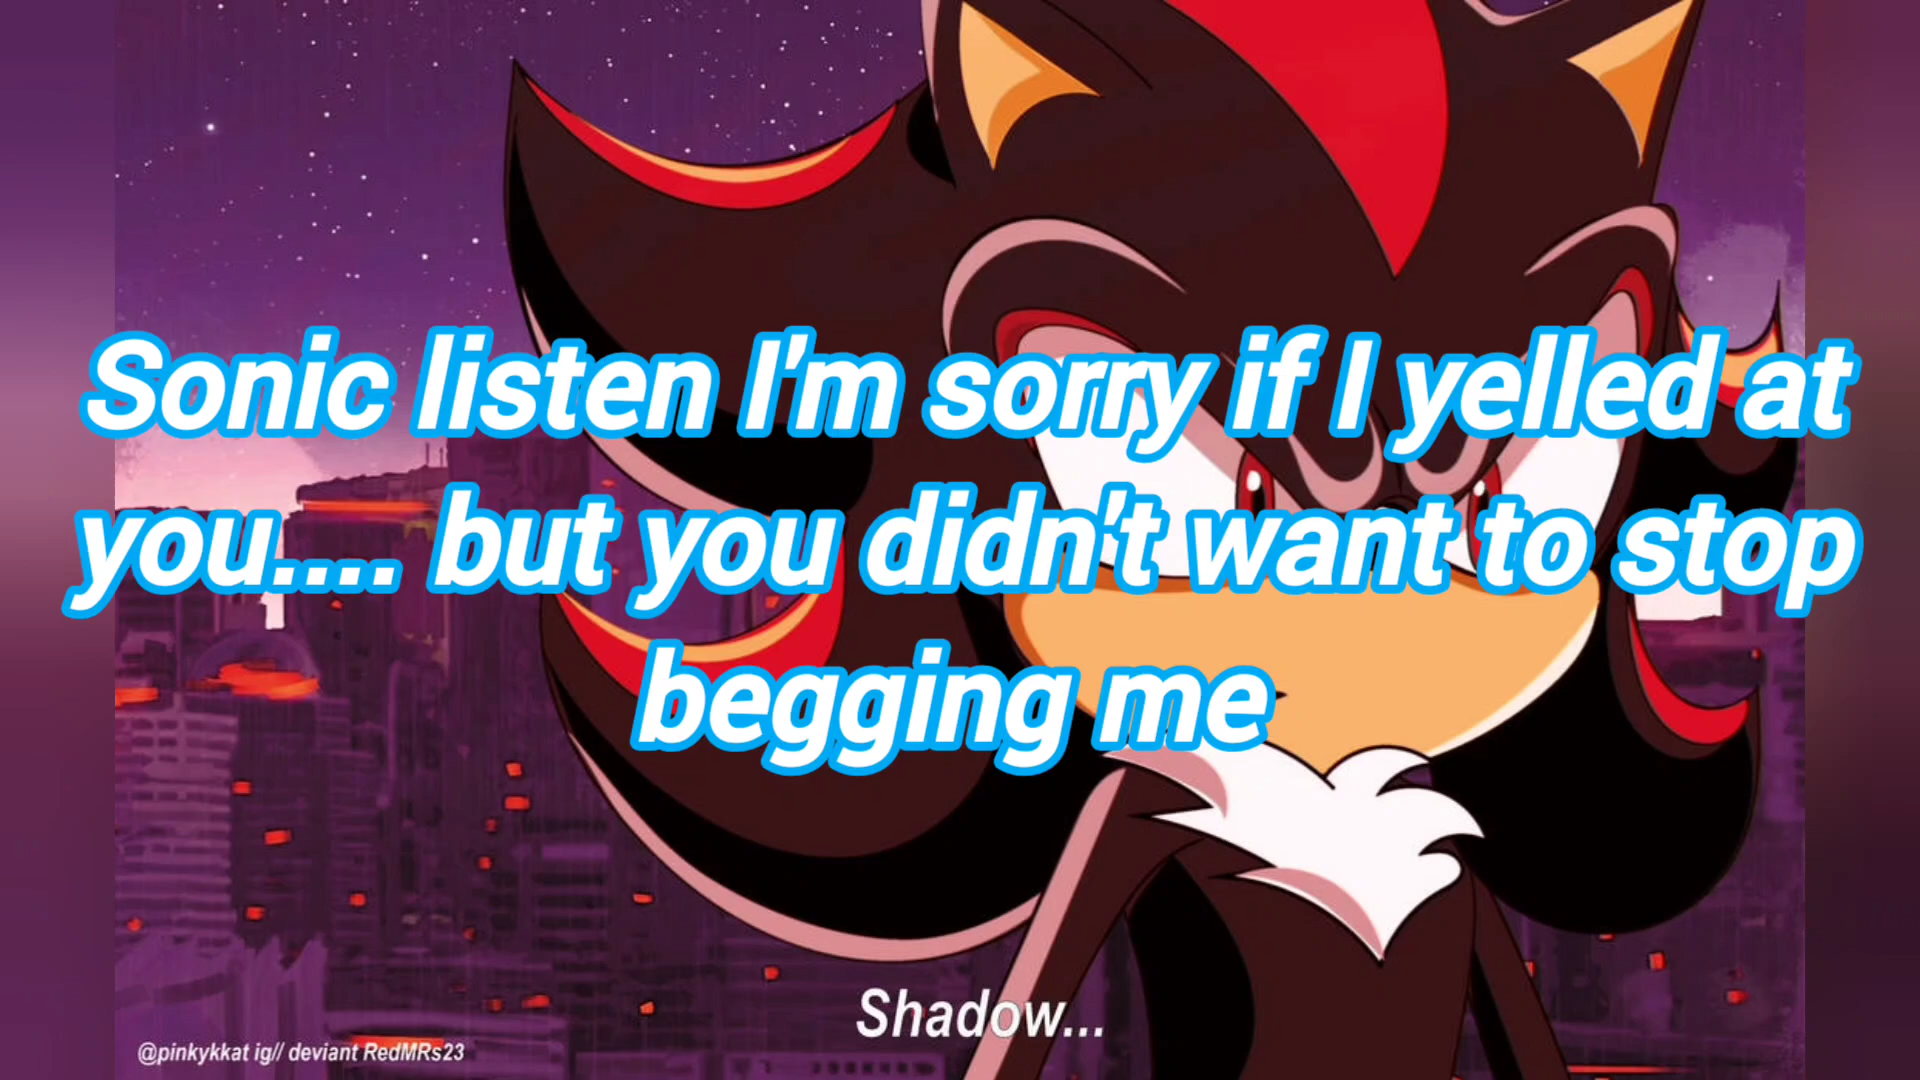 Sonic listen I'm sorry if I yelled at
you.... but you didn't want to stop
begging me
Shadow...
@pinkykkat ig// deviant RedMRs23